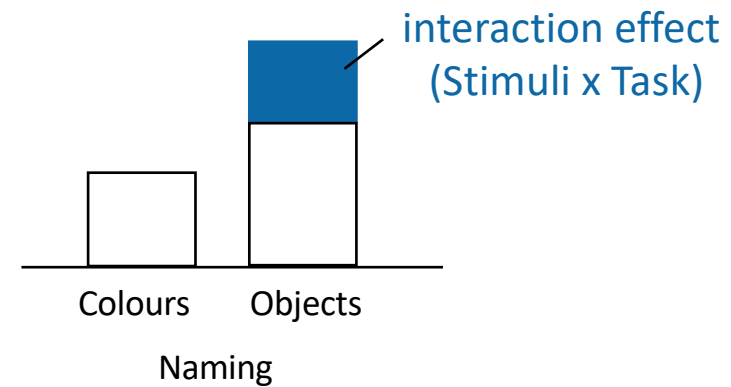 interaction effect
(Stimuli x Task)
Colours Objects
Naming